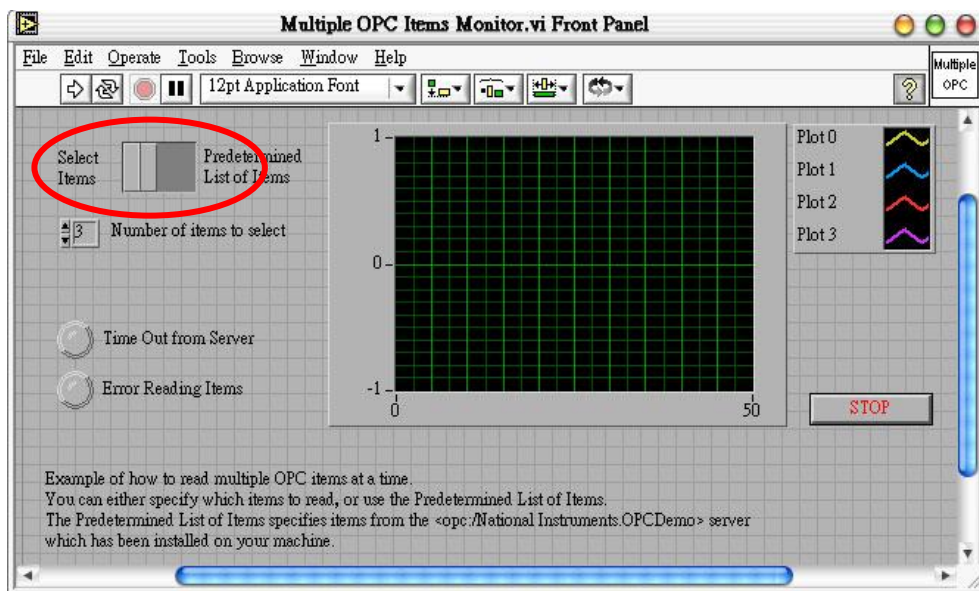 Multiple OPC Items Monitor.vi Front Panel
File Edit Operate Tools Browse Window Help
Multiple
OPC
12pt Application Font
?
Select
Items
Predetermined
List of Items
3 Number of items to select
Time Out from Server
Error Reading Items
1
0
-1
0
50
Plot 0
Plot 1
Plot 2
Plot 3
STOP
Example of how to read multiple OPC items at a time.
You can either specify which items to read, or use the Predetermined List of Items.
The Predetermined List of Items specifies items from the <opc:/National Instruments.OPCDemo> server
which has been installed on your machine.